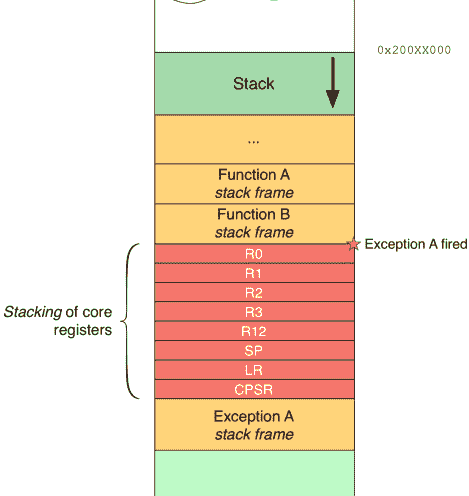 0x200XX000
Stack
...
Function A
stack frame
Function B
stack frame
Exception A fired
R0
R1
R2
R3
R12
SP
LR
CPSR
Stacking of core
registers
Exception A
stack frame